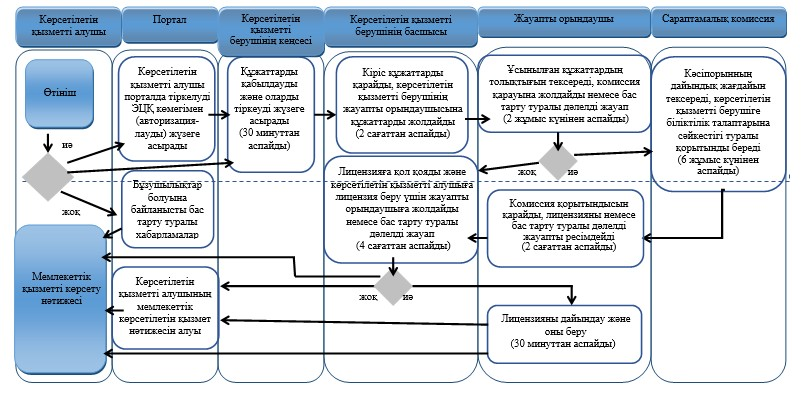 Көрсетілетін
қызметті алушы
Портал
Көрсетілетін
қызметті
берушінің кеңсесі
Көрсетілетін қызметті
берушінің басшысы
Жауапты орындаушы
Сараптамалық комиссия
Өтініш
иә
жоқ
Мемлекеттік
қызметті көрсету
нәтижесі
Көрсетілетін
қызметті алушы
порталда тіркелуді
ЭЦҚ көмегімен
(авторизация-
лауды) жүзеге
асырады
Бұзушылықтар
болуына
байланысты бас
тарту туралы
хабарламалар
Көрсетілетін
қызметті алушының
мемлекеттік
көрсетілетін қызмет
нәтижесін алуы
Құжаттарды
қабылдауды
және оларды
тіркеуді жүзеге
асырады
(30 минуттан
аспайды)
Кіріс құжаттарды
қарайды, көрсетілетін
қызметті берушінің
жауапты орындаушысына
құжаттарды жолдайды
(2 сағаттан аспайды)
Лицензияға қол қояды және
көрсетілетін қызметті алушыға
лицензия беру үшін жауапты
орындаушыға жолдайды
немесе бас тарту туралы
дәлелді жауап
(4 сағаттан аспайды)
жоқ
иә
Ұсынылған құжаттардың
толықтығын тексереді, комиссия
қарауына жолдайды немесе бас
тарту туралы дәлелді жауап
(2 жұмыс күнінен аспайды)
жоқ
иә
Комиссия қорытындысын
қарайды, лицензияны немесе
бас тарту туралы дәлелді
жауапты ресімдейді
(2 сағаттан аспайды)
Лицензияны дайындау және
оны беру
(30 минуттан аспайды)
Кәсіпорынның
дайындық жағдайын
тексереді, көрсетілетін
қызметті берушіге
біліктілік талаптарына
сәйкестігі туралы
қорытынды береді
(6 жұмыс күнінен
аспайды)